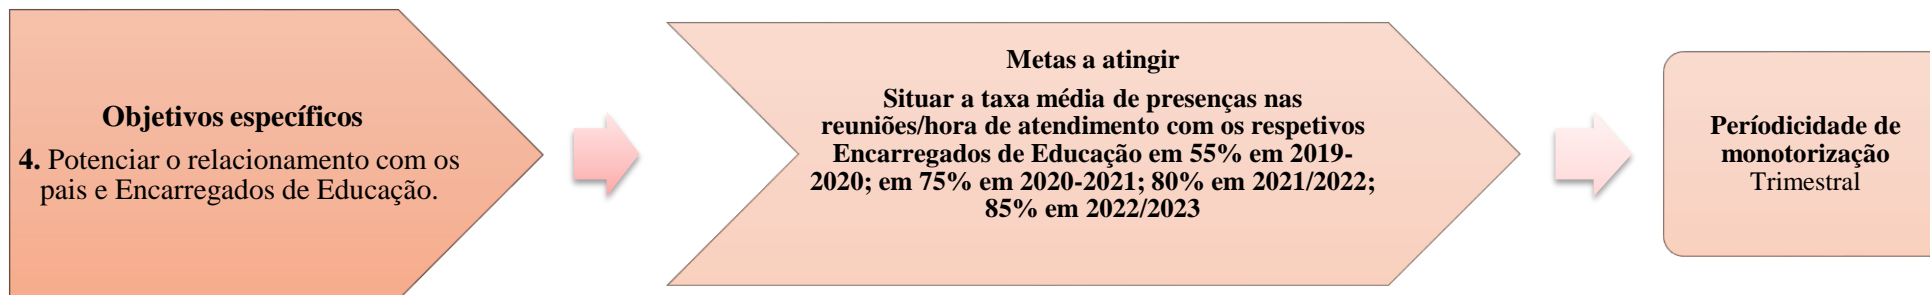 Objetivos específicos
4. Potenciar o relacionamento com os
pais e Encarregados de Educação.
Metas a atingir
Situar a taxa média de presenças nas
reuniões/hora de atendimento com os respetivos
Encarregados de Educação em 55% em 2019-
2020; em 75% em 2020-2021; 80% em 2021/2022;
85% em 2022/2023
Períodicidade de
monotorização
Trimestral